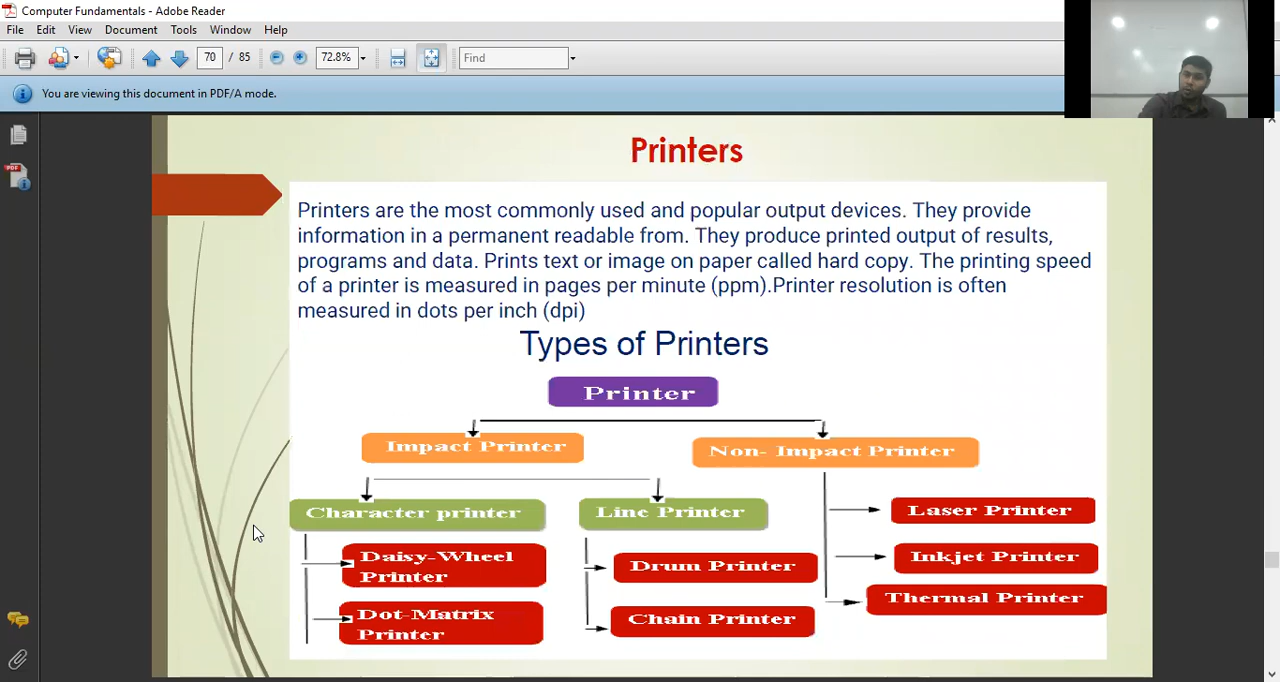 Computer Fundamentals - Adobe Reader
File Edit View Document Tools Window Help
70 / 85 72.8% Find
You are viewing this document in PDF/A mode.
Printers
Printers are the most commonly used and popular output devices. They provide
information in a permanent readable from. They produce printed output of results,
programs and data. Prints text or image on paper called hard copy. The printing speed
of a printer is measured in pages per minute (ppm).Printer resolution is often
measured in dots per inch (dpi)
Types of Printers
Printer
Impact Printer
Non- Impact Printer
Character printer
Line Printer
Laser Printer
Daisy-Wheel
Printer
Drum Printer
Inkjet Printer
Dot-Matrix
Printer
Chain Printer
Thermal Printer
PDF